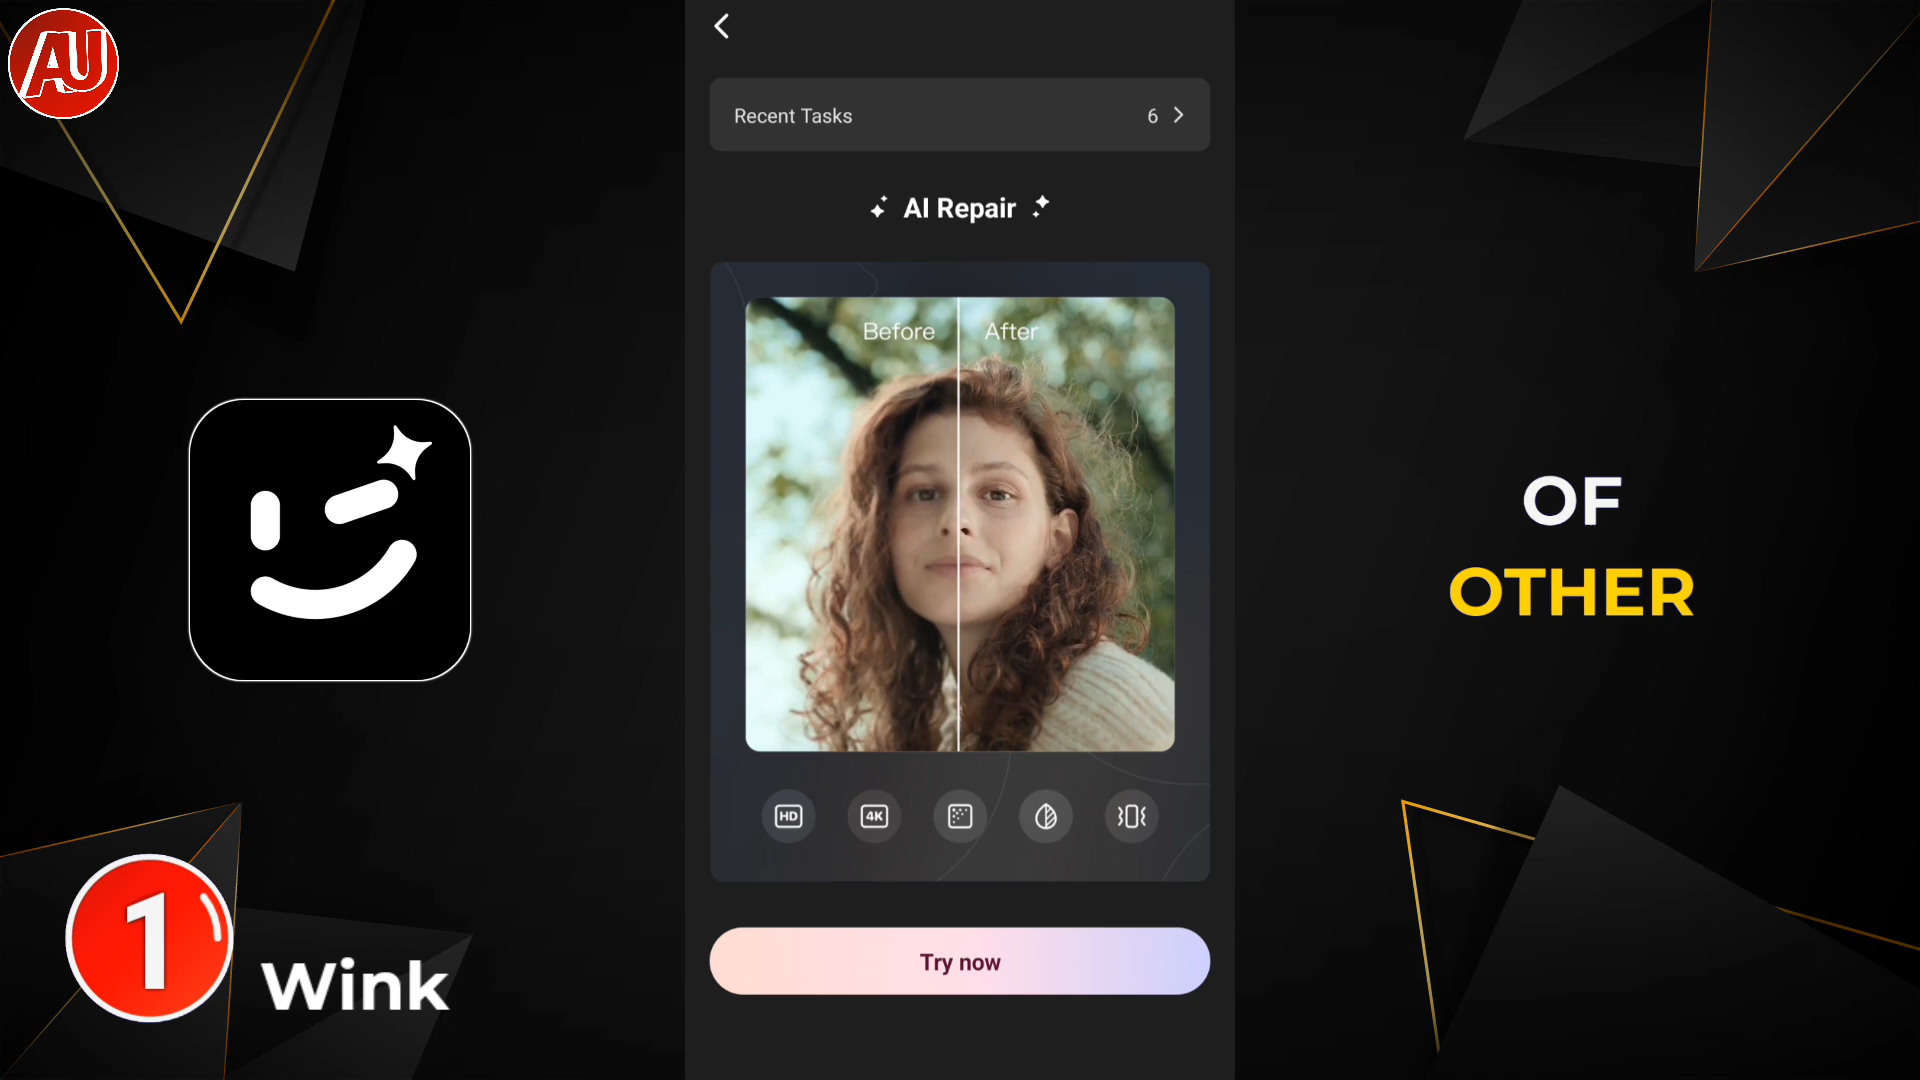 AU
Recent Tasks 6
AI Repair
Before After
OF
OTHER
HD 4K
Try now
1 Wink